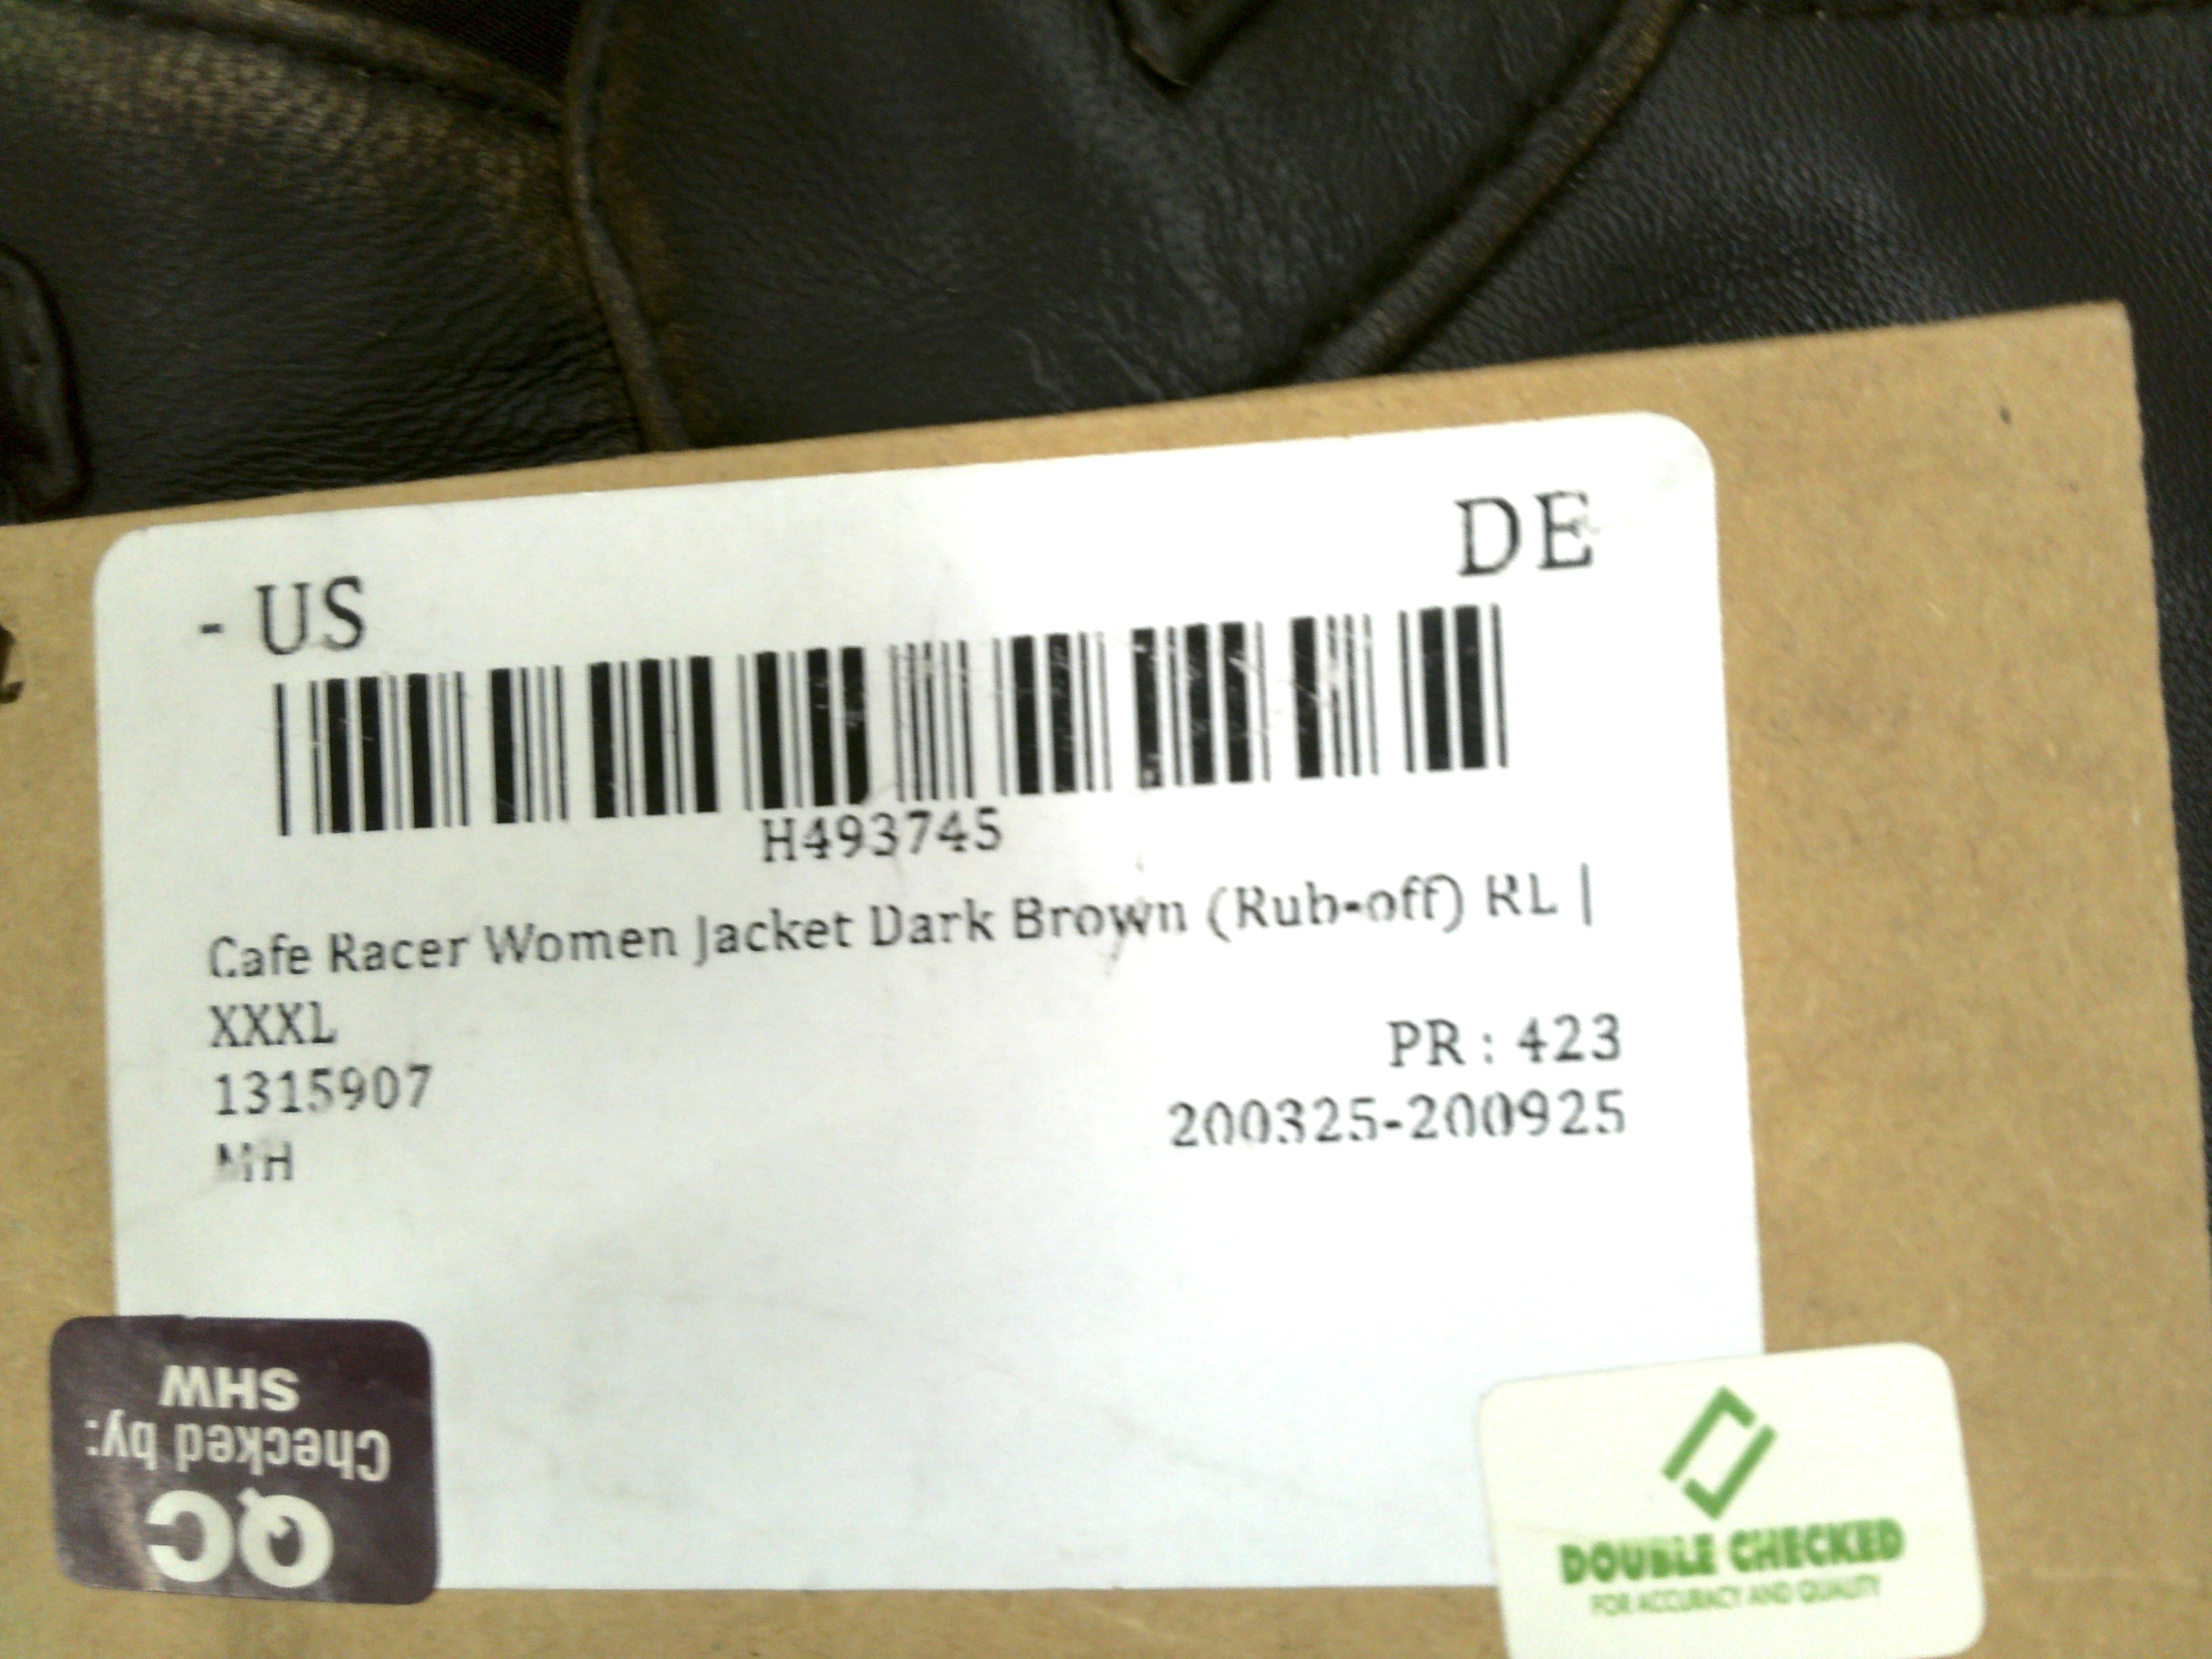 - US DE
H493745
Cafe Racer Women Jacket Dark Brown (Rub-off) RL |
XXXL
PR : 423
1315907
200325-200925
MH
QC
Checked by:
SHW
DOUBLE CHECKED
FOR ACCURACY AND QUALITY